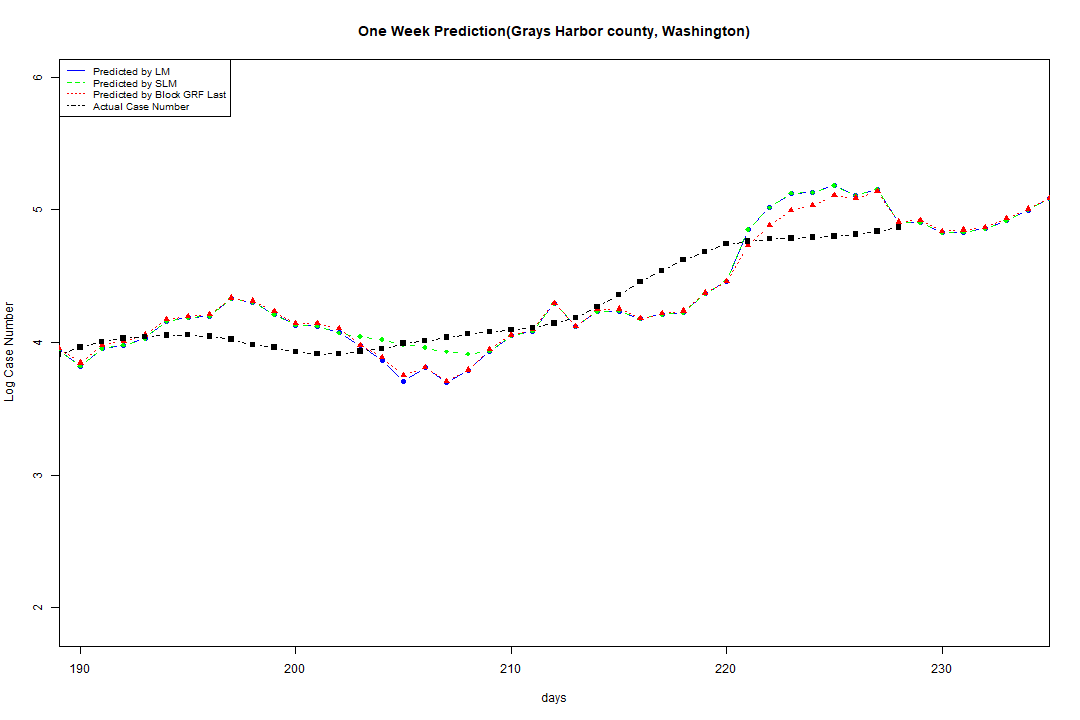 One Week Prediction(Grays Harbor county, Washington)
Predicted by LM
Predicted by SLM
Predicted by Block GRF Last
Actual Case Number
6
5
4
3
2
Log Case Number
190 200 210 220 230
days